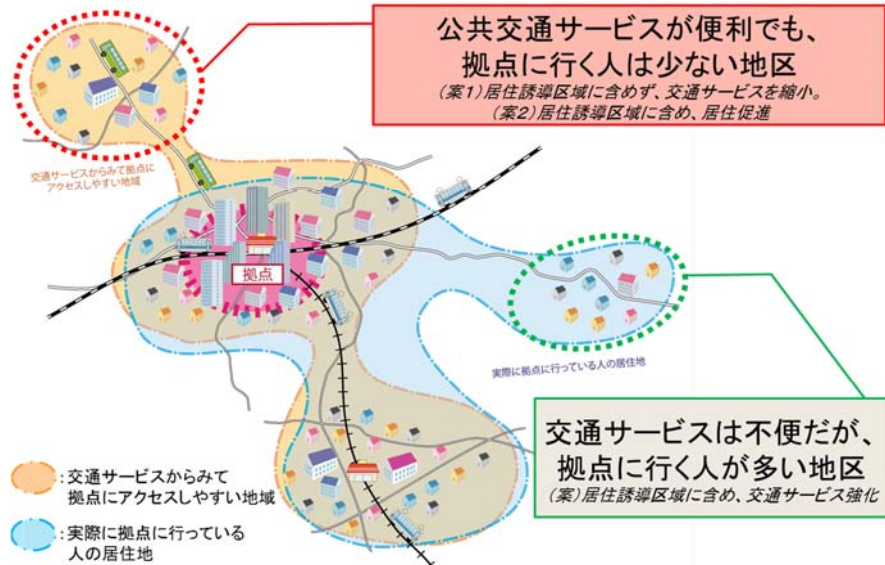 公共交通サービスが便利でも、
拠点に行く人は少ない地区
(案1)居住誘導区域に含めず、交通サービスを縮小。
(案2)居住誘導区域に含め、居住促進
交通サービスからみて拠点に
アクセスしやすい地域
拠点
実際に拠点に行っている人の居住地
交通サービスは不便だが、
拠点に行く人が多い地区
(案)居住誘導区域に含め、交通サービス強化
:交通サービスからみて
拠点にアクセスしやすい地域
:実際に拠点に行っている
人の居住地